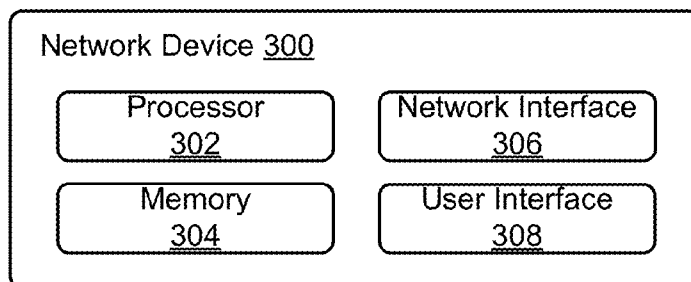 Network Device 300
Processor
302
Network Interface
306
Memory
304
User Interface
308